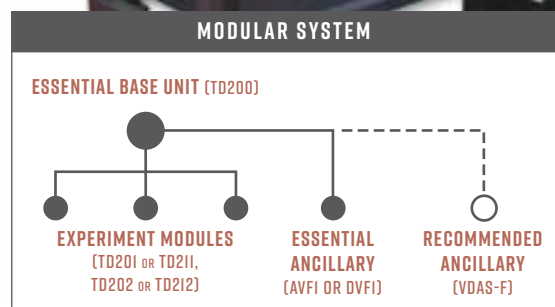 MODULAR SYSTEM
ESSENTIAL BASE UNIT (TD200)
EXPERIMENT MODULES
(TD201 OR TD211,
TD202 OR TD212)
ESSENTIAL
ANCILLARY
(AVF1 OR DVF1)
RECOMMENDED
ANCILLARY
(VDAS-F)